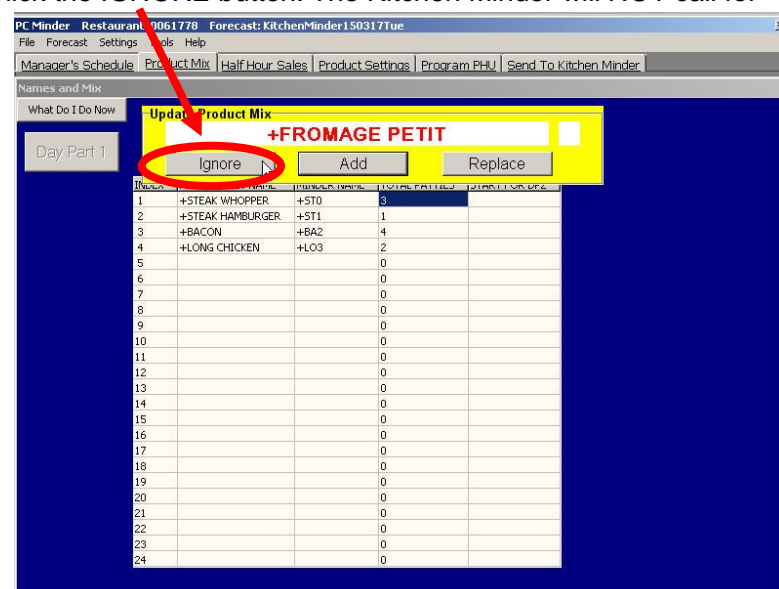 click the IGNORE button. The Kitchen Minder will NOT call for
PC Minder Restaurant 0061778 Forecast: KitchenMinder150317Tue
File Forecast Settings Tools Help
Manager's Schedule Product Mix Half Hour Sales Product Settings Program PHU Send To Kitchen Minder
Names and Mix
What Do I Do Now
Day Part 1
Update Product Mix
+FROMAGE PETIT
Ignore Add Replace
INDEX NAME MINDER NAME TOTAL PATTIES START FOR DP2
1 +STEAK WHOPPER +ST0 3
2 +STEAK HAMBURGER +ST1 1
3 +BACON +BA2 4
4 +LONG CHICKEN +LO3 2
5 0
6 0
7 0
8 0
9 0
10 0
11 0
12 0
13 0
14 0
15 0
16 0
17 0
18 0
19 0
20 0
21 0
22 0
23 0
24 0